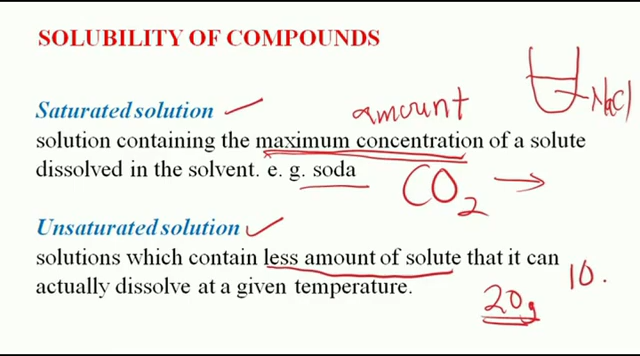 SOLUBILITY OF COMPOUNDS
Saturated solution
amount
NaCl
solution containing the maximum concentration of a solute
dissolved in the solvent. e. g. soda
CO2 →
Unsaturated solution
solutions which contain less amount of solute that it can
actually dissolve at a given temperature.
10.
20g